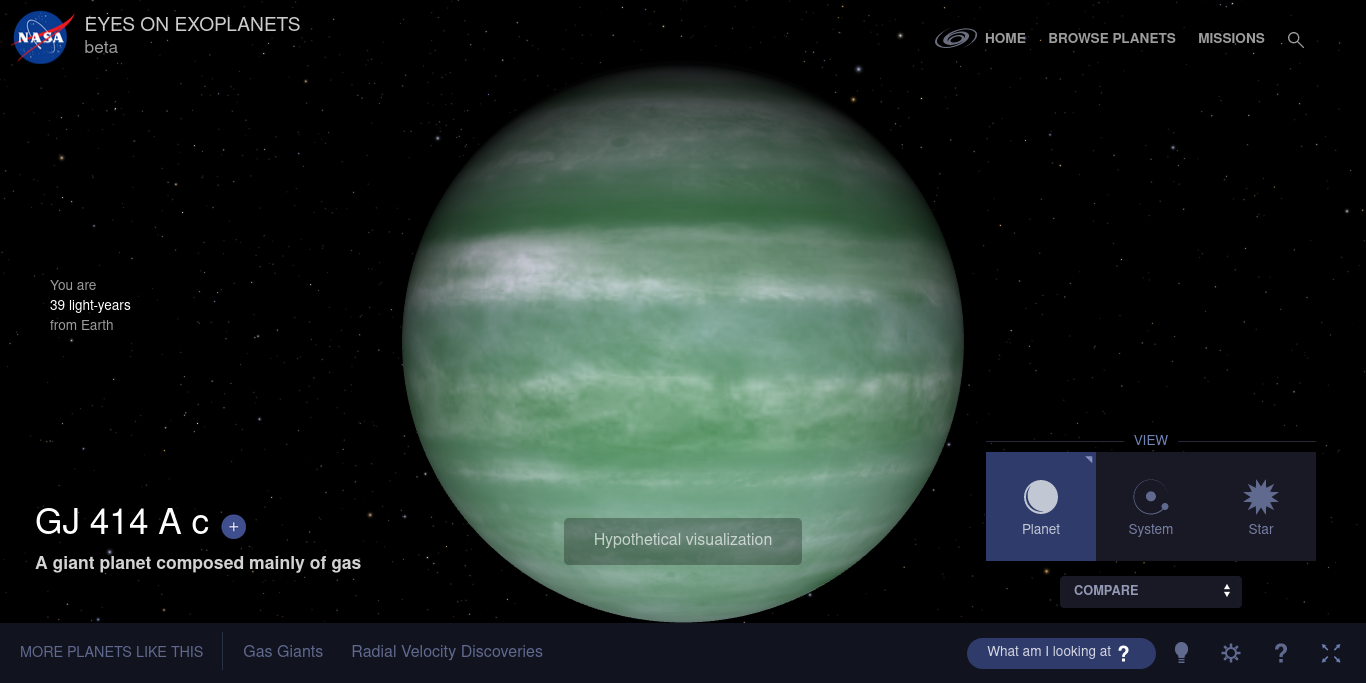 NASA
EYES ON EXOPLANETS
beta
HOME
BROWSE PLANETS
MISSIONS
You are
39 light-years
from Earth
GJ 414 A c +
A giant planet composed mainly of gas
Hypothetical visualization
VIEW
Planet
System
Star
COMPARE
MORE PLANETS LIKE THIS
Gas Giants
Radial Velocity Discoveries
What am I looking at ?
?